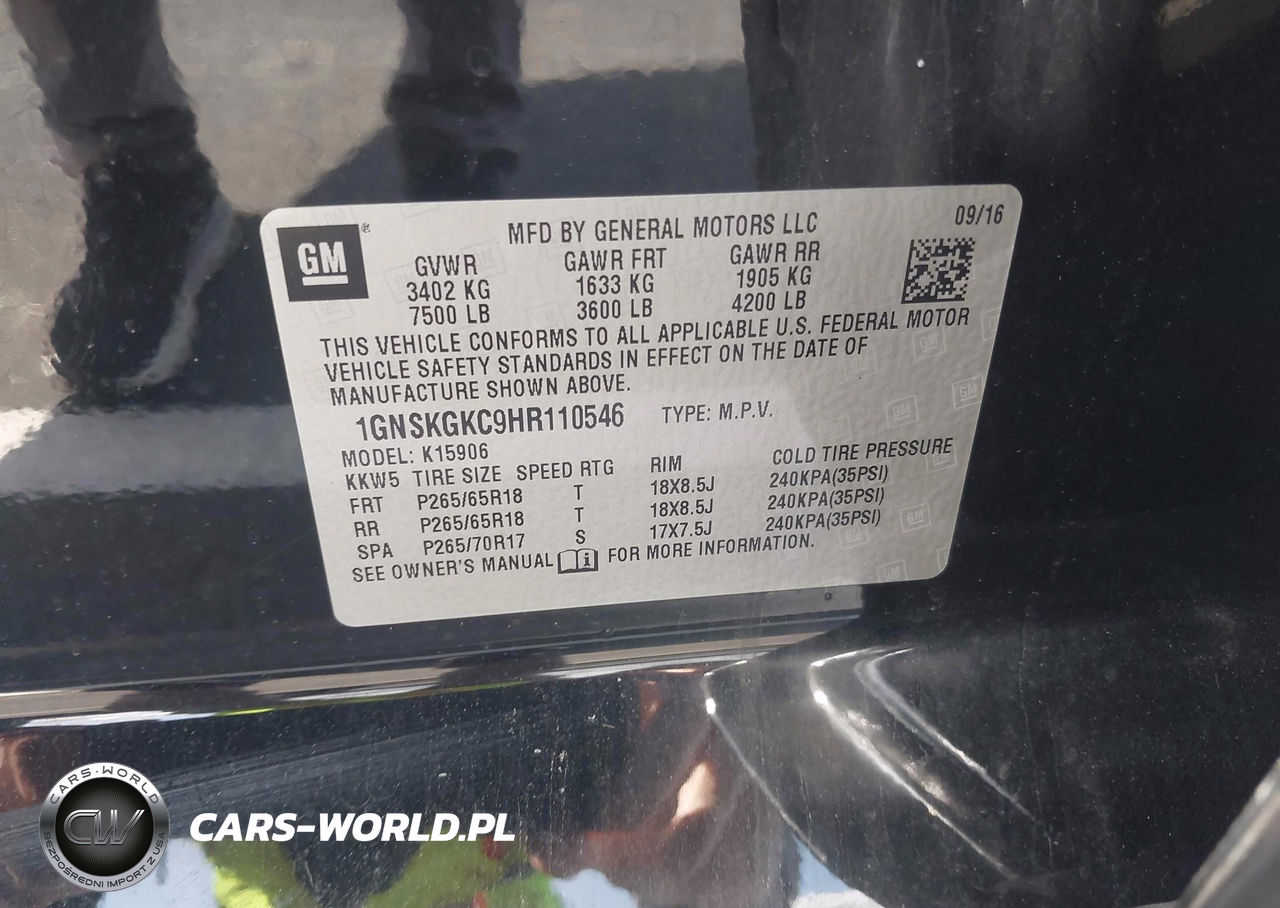 GM
MFD BY GENERAL MOTORS LLC 09/16
GVWR GAWR FRT GAWR RR
3402 KG 1633 KG 1905 KG
7500 LB 3600 LB 4200 LB
THIS VEHICLE CONFORMS TO ALL APPLICABLE U.S. FEDERAL MOTOR
VEHICLE SAFETY STANDARDS IN EFFECT ON THE DATE OF
MANUFACTURE SHOWN ABOVE.
1GNSKGKC9HR110546 TYPE: M.P.V.
MODEL: K15906
KKW5 TIRE SIZE SPEED RTG RIM COLD TIRE PRESSURE
FRT P265/65R18 T 18X8.5J 240KPA(35PSI)
RR P265/65R18 T 18X8.5J 240KPA(35PSI)
SPA P265/70R17 S 17X7.5J 240KPA(35PSI)
SEE OWNER'S MANUAL FOR MORE INFORMATION.
CARS-WORLD
CW
BEZPOŚREDNI IMPORT Z USA
CARS-WORLD.PL